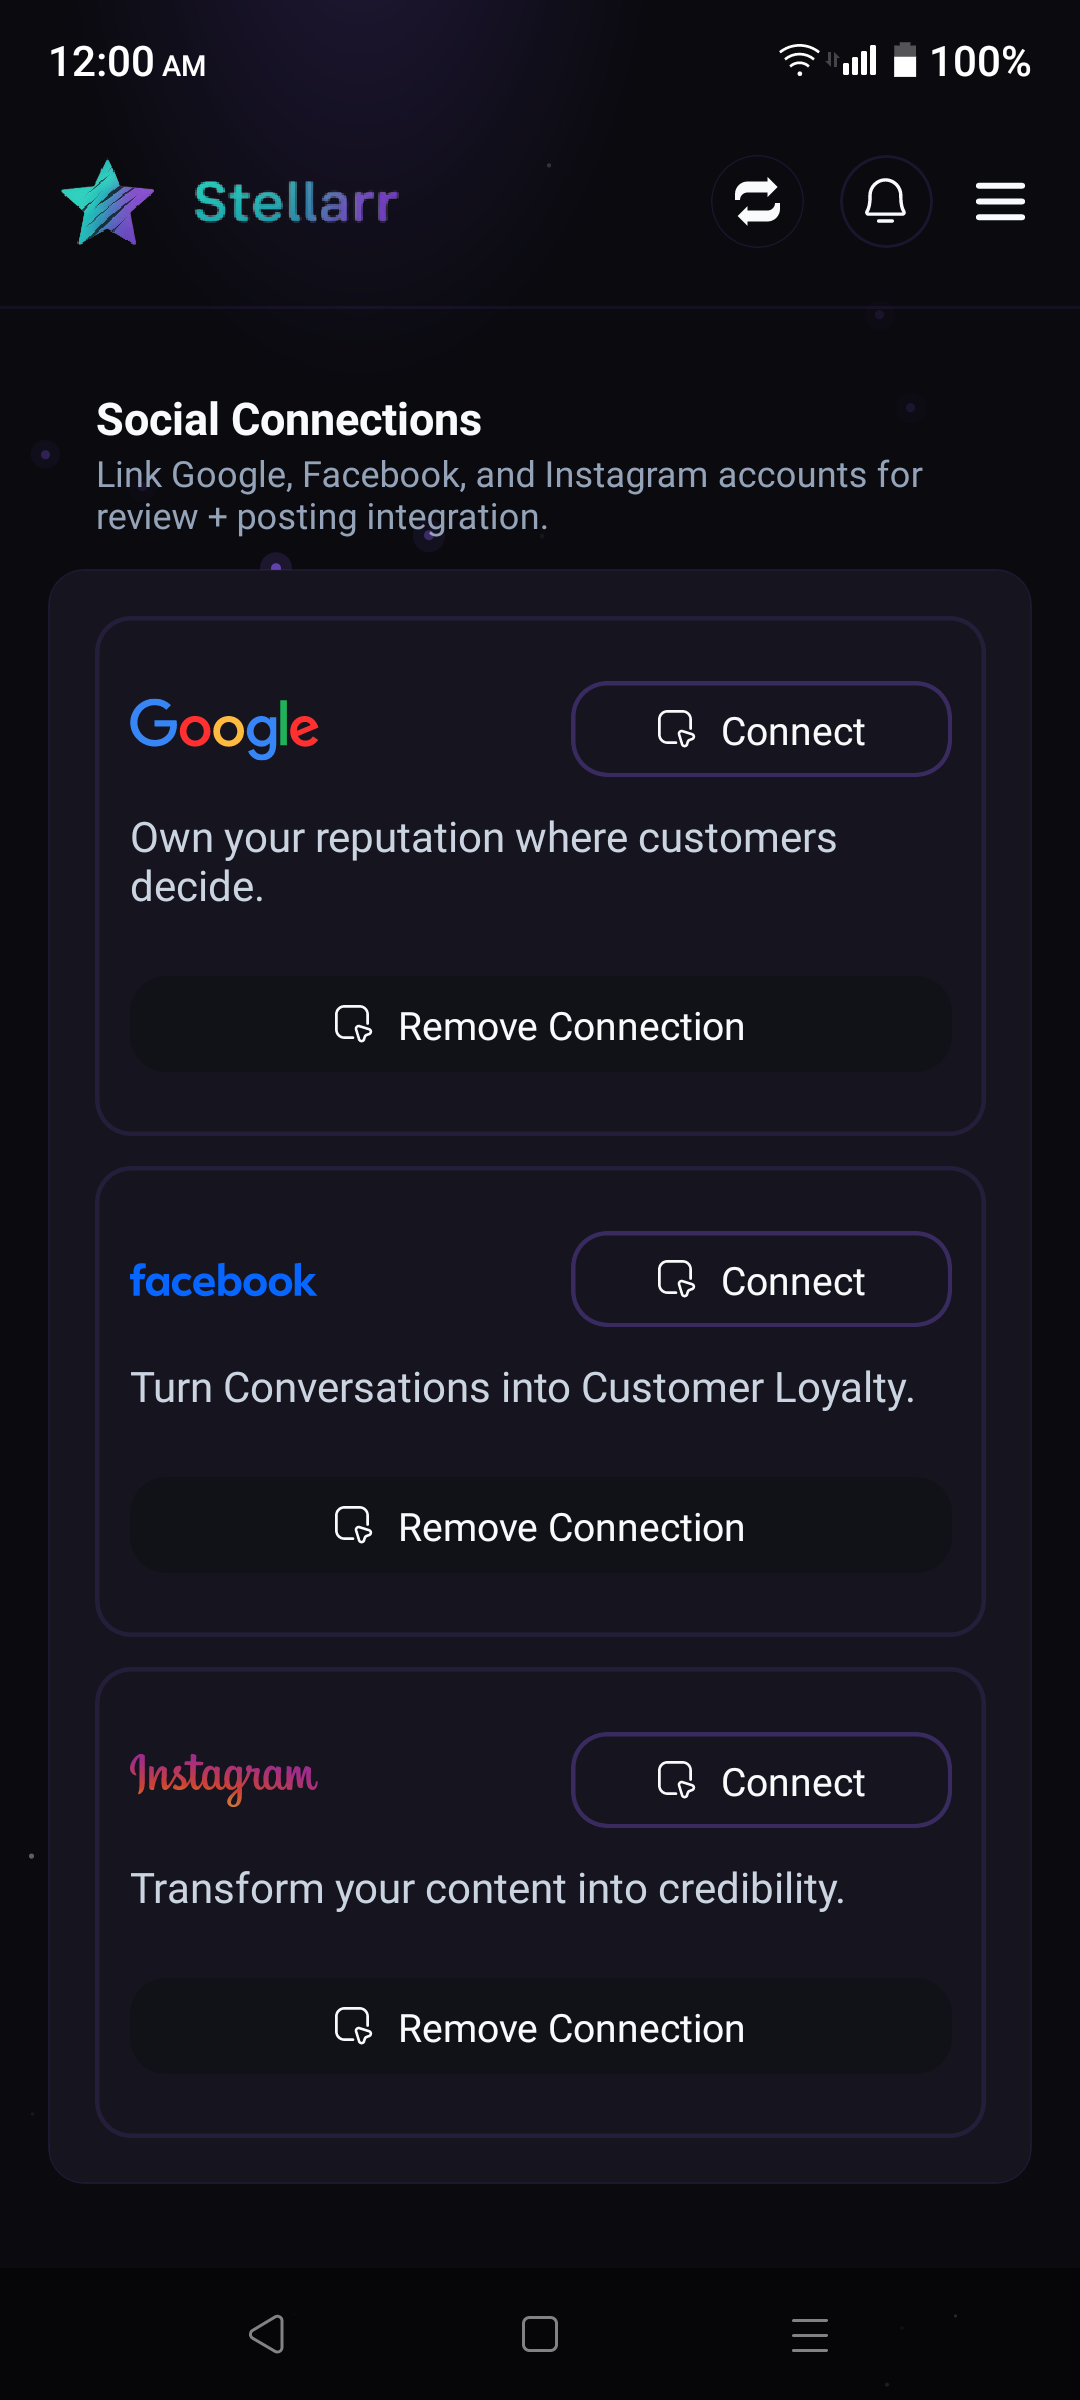 12:00 AM
100%
Stellarr
Social Connections
Link Google, Facebook, and Instagram accounts for
review + posting integration.
Google
Connect
Own your reputation where customers
decide.
Remove Connection
facebook
Connect
Turn Conversations into Customer Loyalty.
Remove Connection
Instagram
Connect
Transform your content into credibility.
Remove Connection